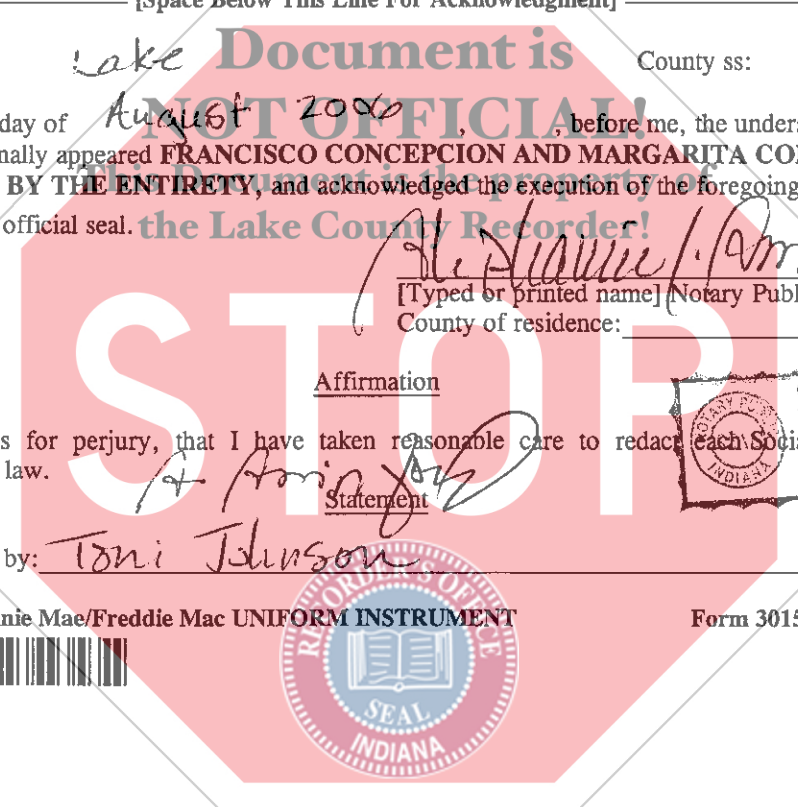 [Space Below This Line For Acknowledgment]
Lake County ss:
Document is
NOT OFFICIAL!
This Document is the property of
the Lake County Recorder!
STOP
day of August 2006 , , before me, the unders
nally appeared FRANCISCO CONCEPCION AND MARGARITA CO
BY THE ENTIRETY, and acknowledged the execution of the foregoing
official seal.
[Typed or printed name] Notary Publ
County of residence:
Affirmation
NOTARY PUBL
INDIANA
s for perjury, that I have taken reasonable care to redact each Socia
law.
Statement
by: Toni Johnson
nie Mae/Freddie Mac UNIFORM INSTRUMENT Form 3015
RECORDER'S OFFICE
SEAL
INDIANA